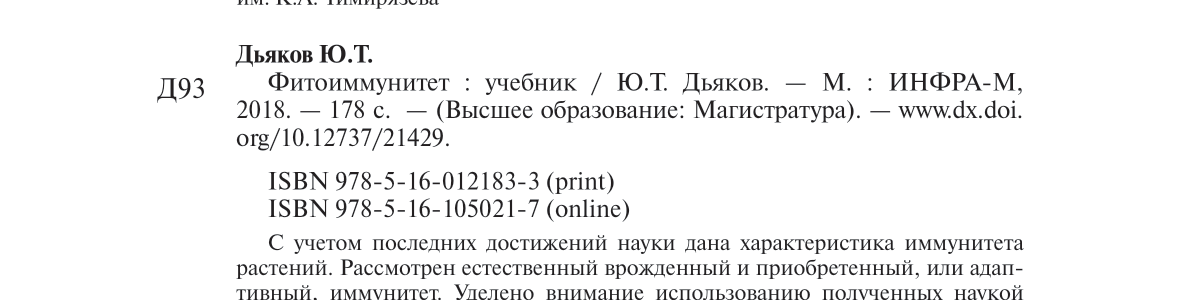 им. К.А. Тимирязева
Дьяков Ю.Т.
Д93
Фитоиммунитет : учебник / Ю.Т. Дьяков. — М. : ИНФРА-М,
2018. — 178 с. — (Высшее образование: Магистратура). — www.dx.doi.
org/10.12737/21429.
ISBN 978-5-16-012183-3 (print)
ISBN 978-5-16-105021-7 (online)
С учетом последних достижений науки дана характеристика иммунитета
растений. Рассмотрен естественный врожденный и приобретенный, или адап-
тивный, иммунитет. Уделено внимание использованию полученных наукой